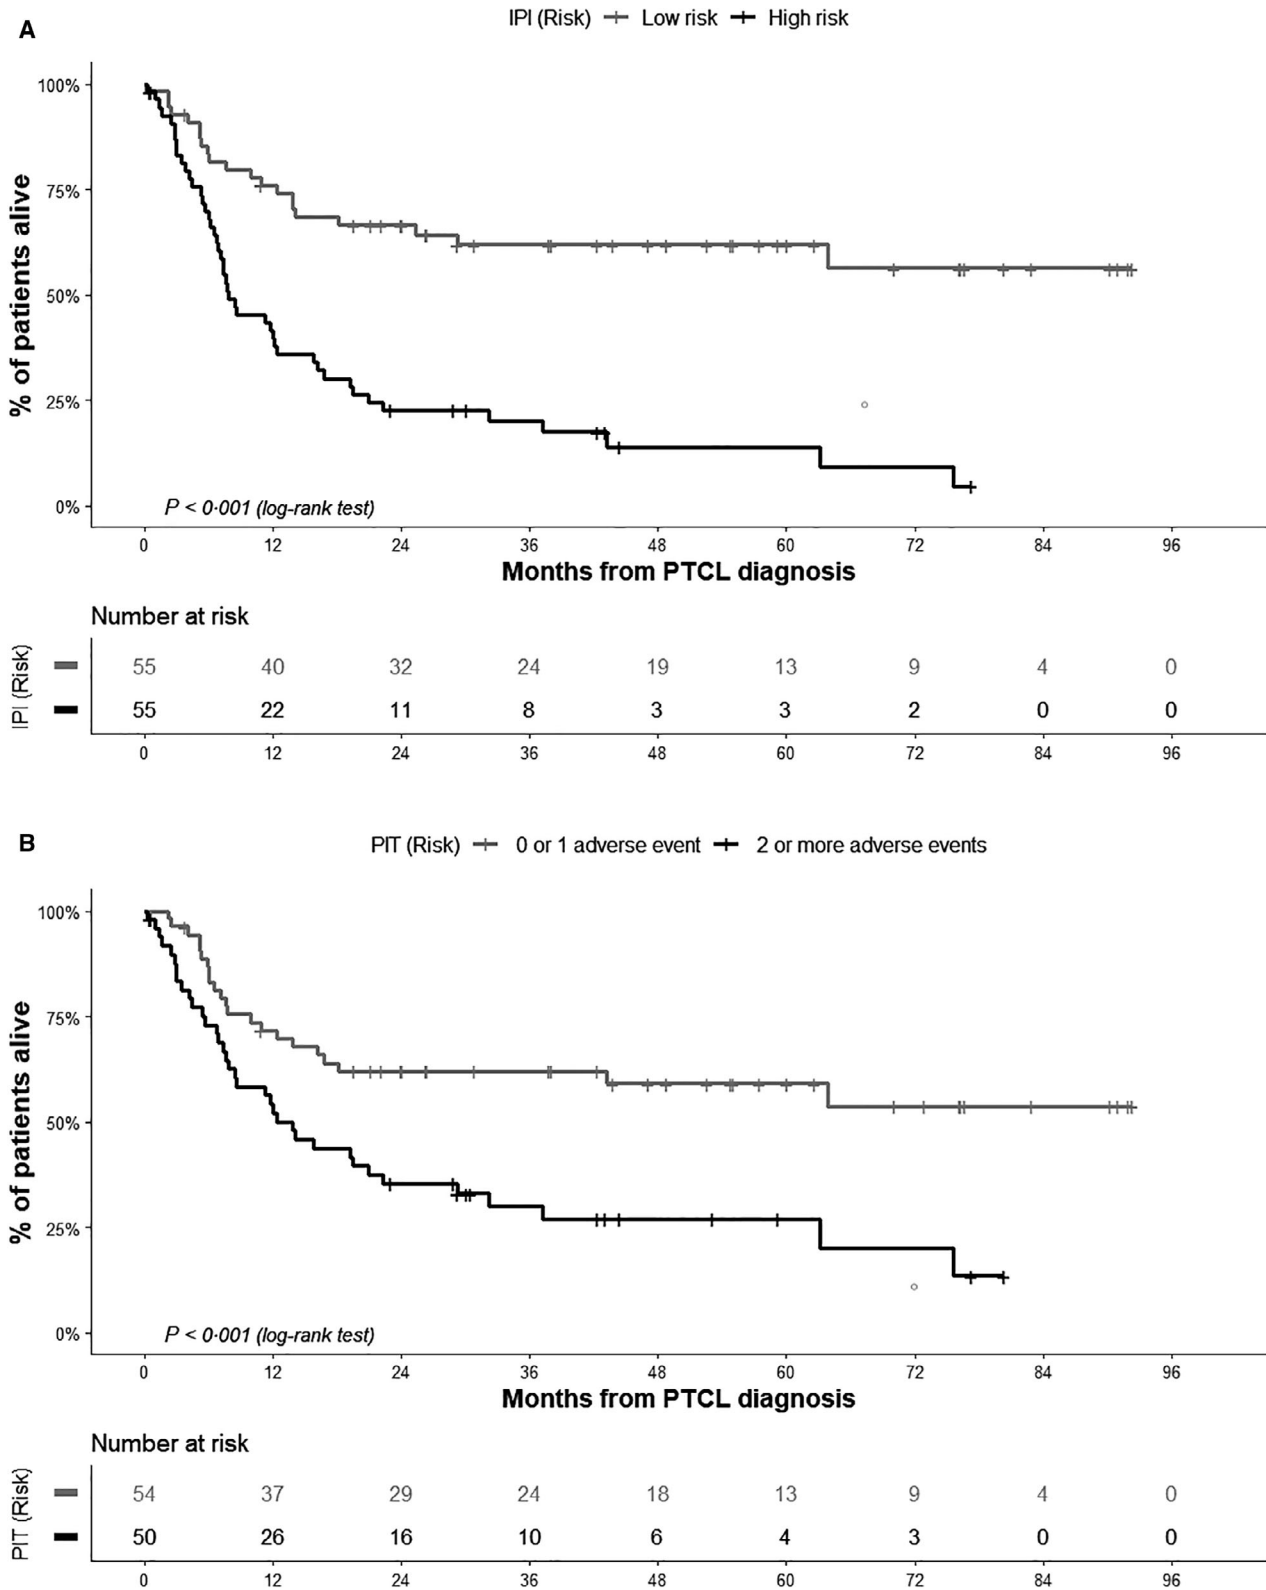 A
IPI (Risk) Low risk High risk
100%
75%
50%
25%
0%
% of patients alive
P < 0·001 (log-rank test)
0 12 24 36 48 60 72 84 96
Months from PTCL diagnosis
Number at risk
IPI (Risk)
55 40 32 24 19 13 9 4 0
55 22 11 8 3 3 2 0 0
0 12 24 36 48 60 72 84 96
B
PIT (Risk) 0 or 1 adverse event 2 or more adverse events
100%
75%
50%
25%
0%
% of patients alive
P < 0·001 (log-rank test)
0 12 24 36 48 60 72 84 96
Months from PTCL diagnosis
Number at risk
PIT (Risk)
54 37 29 24 18 13 9 4 0
50 26 16 10 6 4 3 0 0
0 12 24 36 48 60 72 84 96